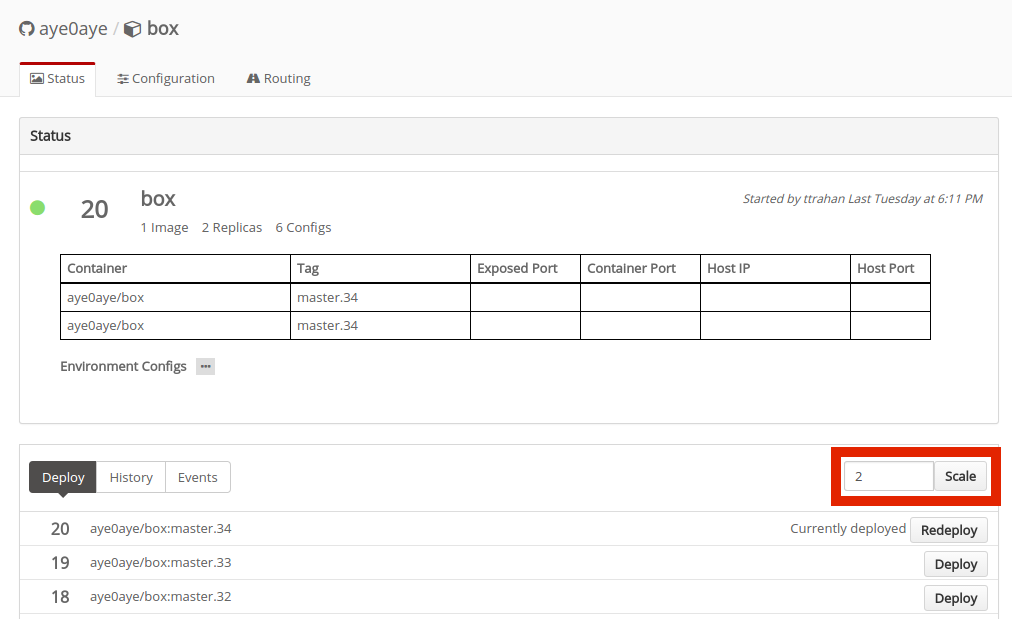 aye0aye / box
Status Configuration Routing
Status
20 box Started by ttrahan Last Tuesday at 6:11 PM
1 Image 2 Replicas 6 Configs
Container Tag Exposed Port Container Port Host IP Host Port
aye0aye/box master.34
aye0aye/box master.34
Environment Configs ...
Deploy History Events 2 Scale
20 aye0aye/box:master.34 Currently deployed Redeploy
19 aye0aye/box:master.33 Deploy
18 aye0aye/box:master.32 Deploy